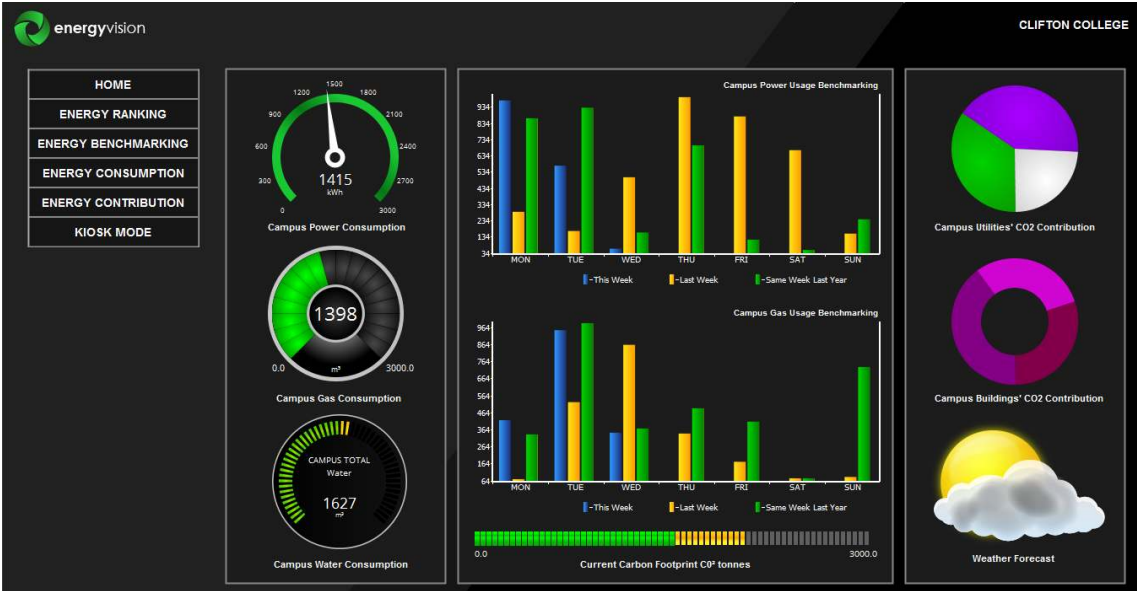 energyvision
CLIFTON COLLEGE
HOME
ENERGY RANKING
ENERGY BENCHMARKING
ENERGY CONSUMPTION
ENERGY CONTRIBUTION
KIOSK MODE
0
300
600
900
1200
1500
1800
2100
2400
2700
3000
1415
kWh
Campus Power Consumption
1398
0.0 m³ 3000.0
Campus Gas Consumption
CAMPUS TOTAL
Water
1627
m³
Campus Water Consumption
Campus Power Usage Benchmarking
934
834
734
634
534
434
334
234
134
34
MON TUE WED THU FRI SAT SUN
-This Week -Last Week -Same Week Last Year
Campus Gas Usage Benchmarking
964
864
764
664
564
464
364
264
164
64
MON TUE WED THU FRI SAT SUN
-This Week -Last Week -Same Week Last Year
0.0 3000.0
Current Carbon Footprint C0² tonnes
Campus Utilities' CO2 Contribution
Campus Buildings' CO2 Contribution
Weather Forecast